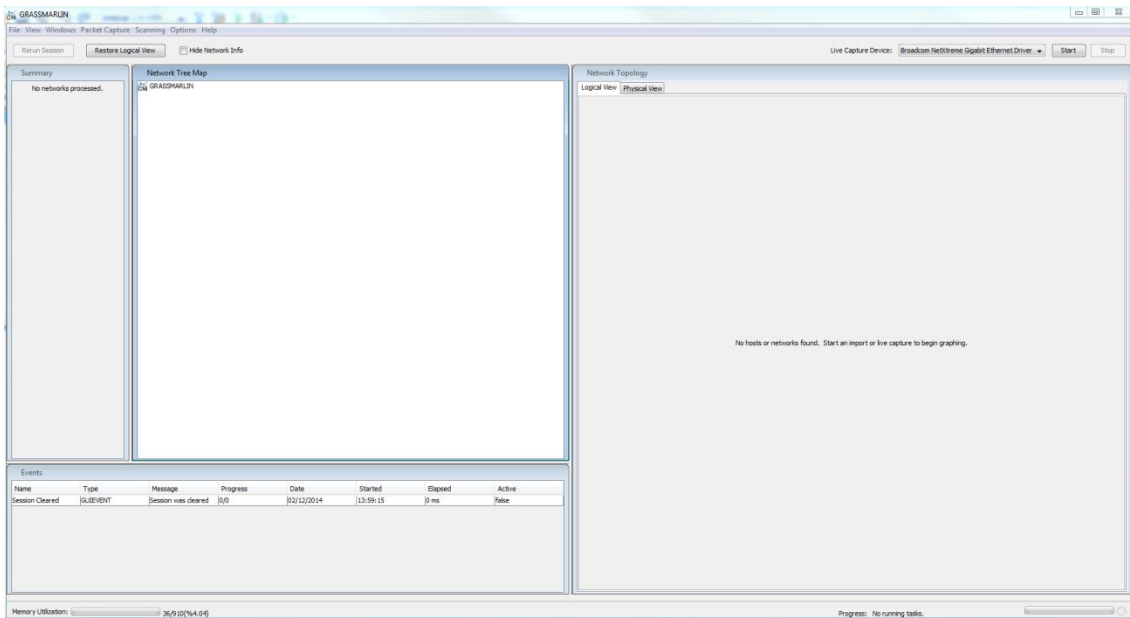 GRASSMARLIN
File View Windows Packet Capture Scanning Options Help
Rerun Session Restore Logical View Hide Network Info Live Capture Device: Broadcom NetXtreme Gigabit Ethernet Driver Start Stop
Summary
No networks processed.
Network Tree Map
GRASSMARLIN
Network Topology
Logical View Physical View
No hosts or networks found. Start an import or live capture to begin graphing.
Events
Name Type Message Progress Date Started Elapsed Active
Session Cleared GUIEVENT Session was cleared 0/0 02/12/2014 13:59:15 0 ms false
Memory Utilization: 36/910(%4.04) Progress: No running tasks.